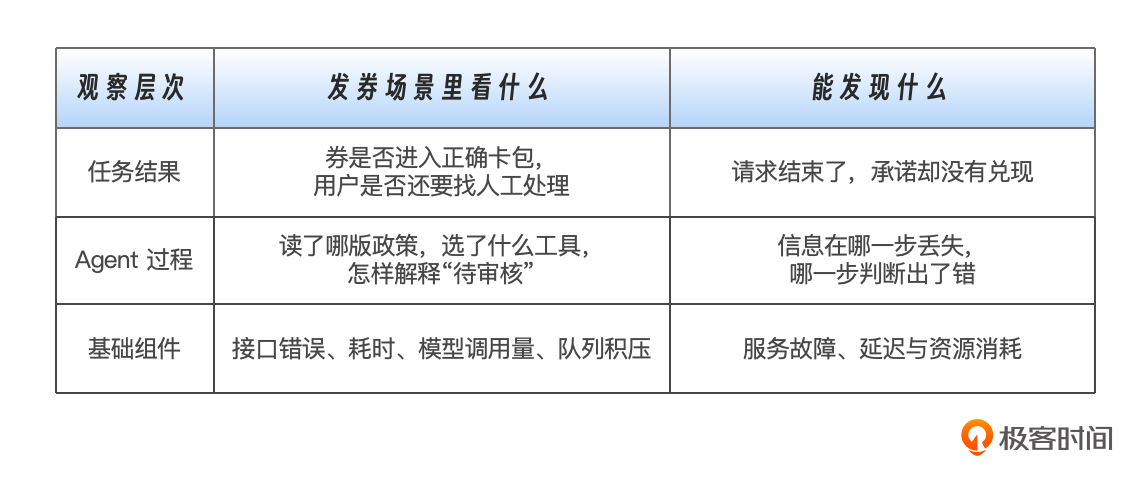 观察层次
发券场景里看什么
能发现什么
任务结果
券是否进入正确卡包，
用户是否还要找人工处理
请求结束了，承诺却没有兑现
Agent 过程
读了哪版政策，选了什么工具，
怎样解释“待审核”
信息在哪一步丢失，
哪一步判断出了错
基础组件
接口错误、耗时、模型调用量、队列积压
服务故障、延迟与资源消耗
极客时间